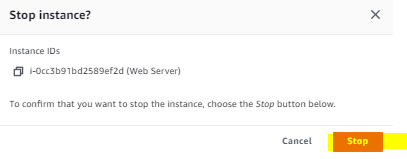 Stop instance?
Instance IDs
i-0cc3b91bd2589ef2d (Web Server)
To confirm that you want to stop the instance, choose the Stop button below.
Cancel Stop